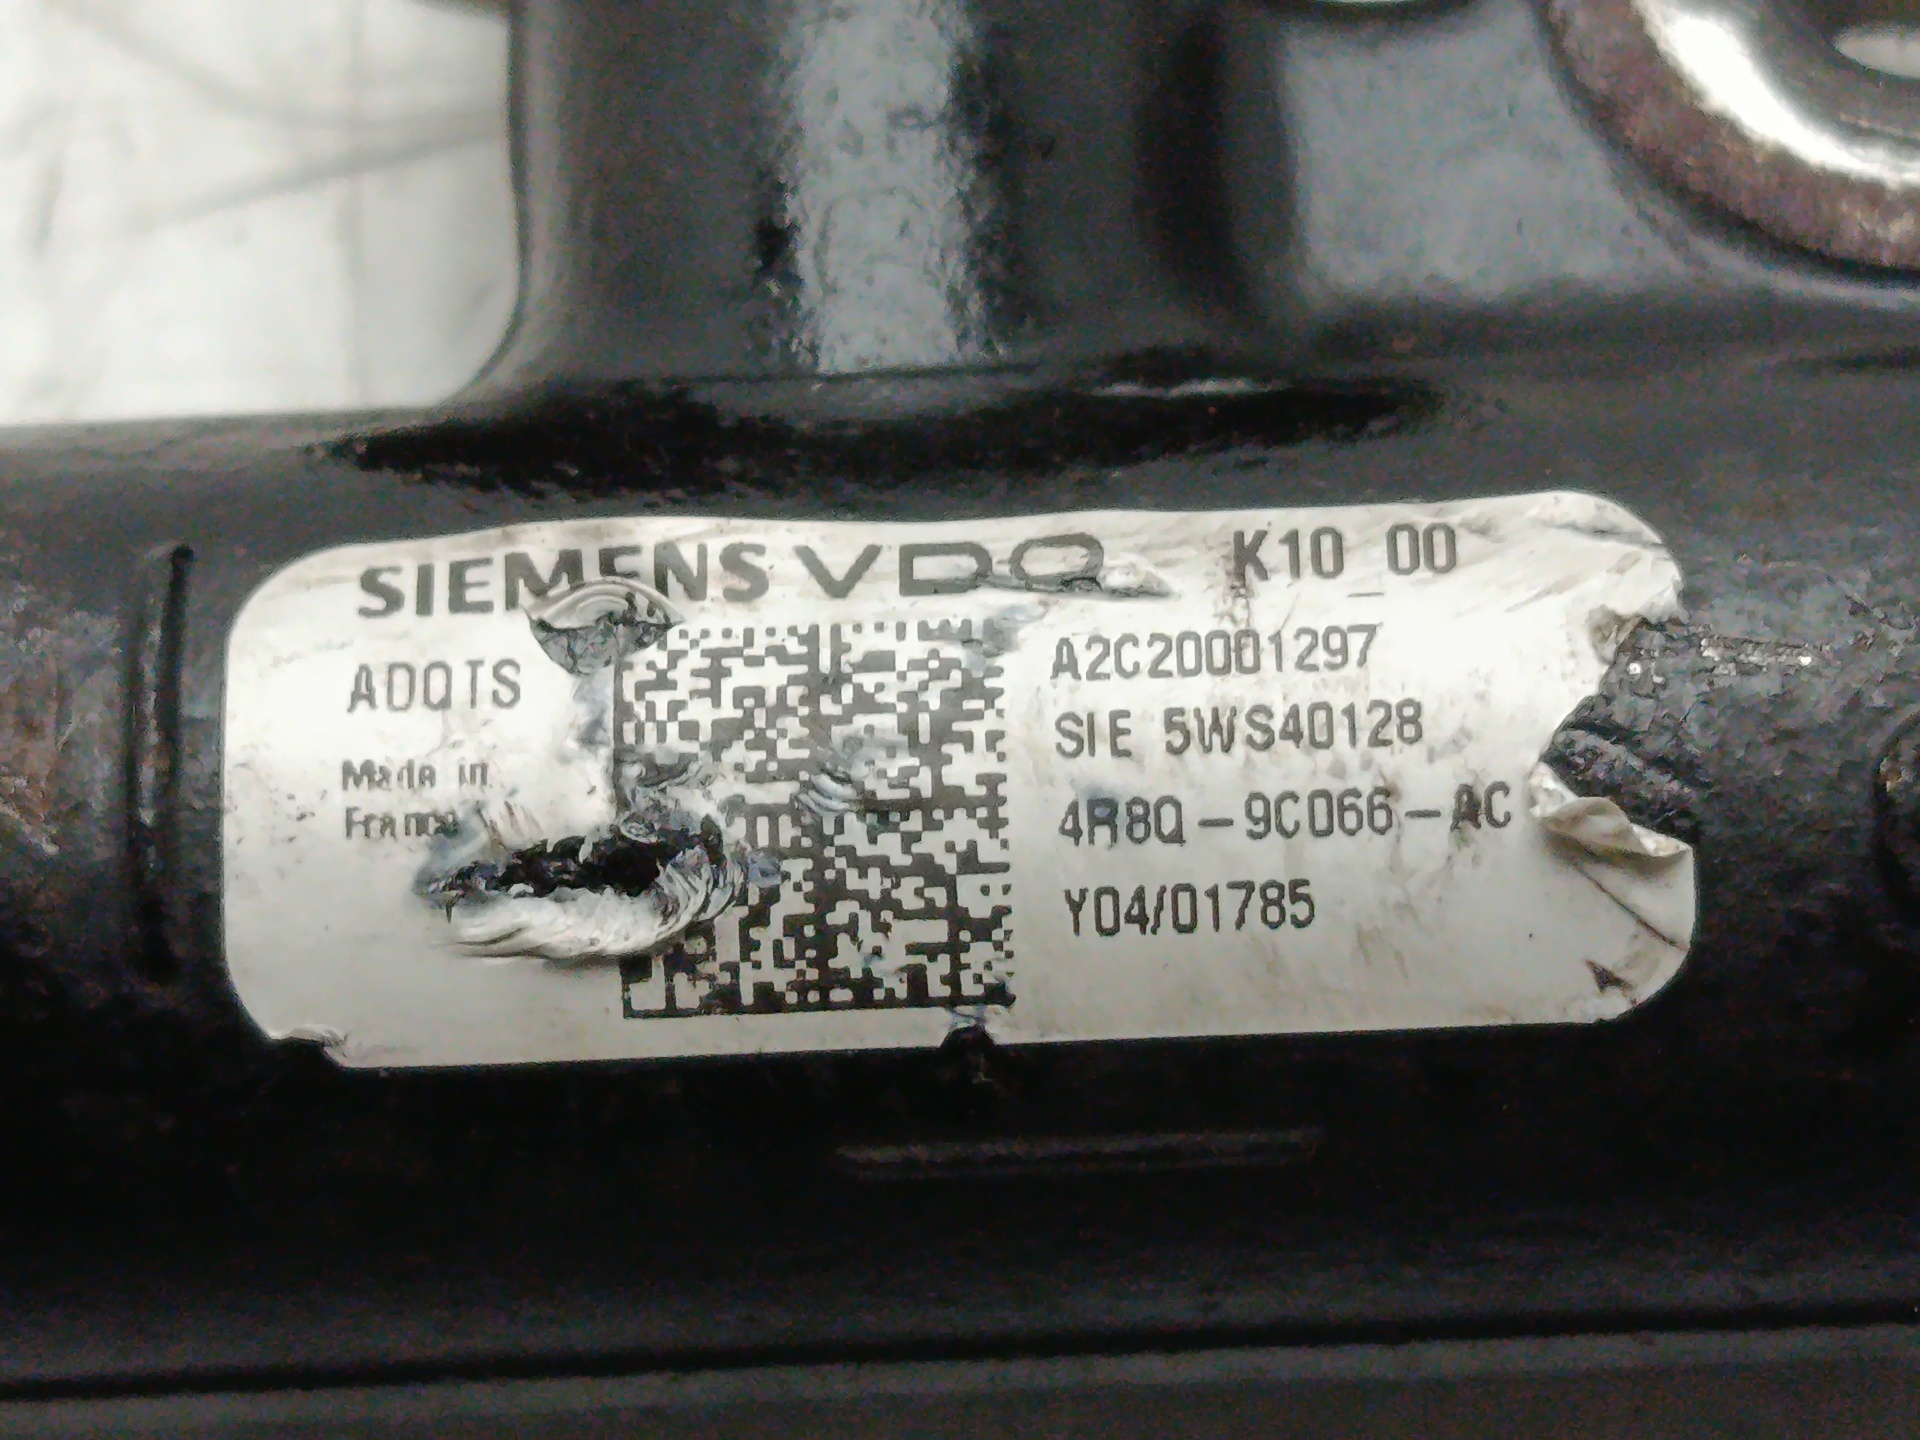 SIEMENS VDO K10_00
ADQTS
A2C20001297
SIE 5WS40128
Made in
France
4R8Q-9C066-AC
Y04/01785